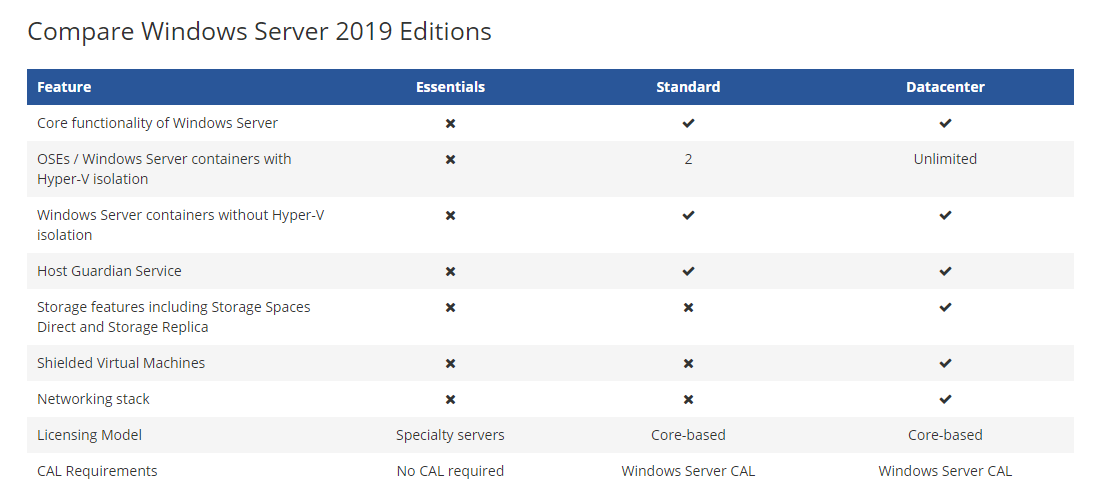 Compare Windows Server 2019 Editions
Feature Essentials Standard Datacenter
Core functionality of Windows Server ✖ ✔ ✔
OSEs / Windows Server containers with
Hyper-V isolation ✖ 2 Unlimited
Windows Server containers without Hyper-V
isolation ✖ ✔ ✔
Host Guardian Service ✖ ✔ ✔
Storage features including Storage Spaces
Direct and Storage Replica ✖ ✖ ✔
Shielded Virtual Machines ✖ ✖ ✔
Networking stack ✖ ✖ ✔
Licensing Model Specialty servers Core-based Core-based
CAL Requirements No CAL required Windows Server CAL Windows Server CAL